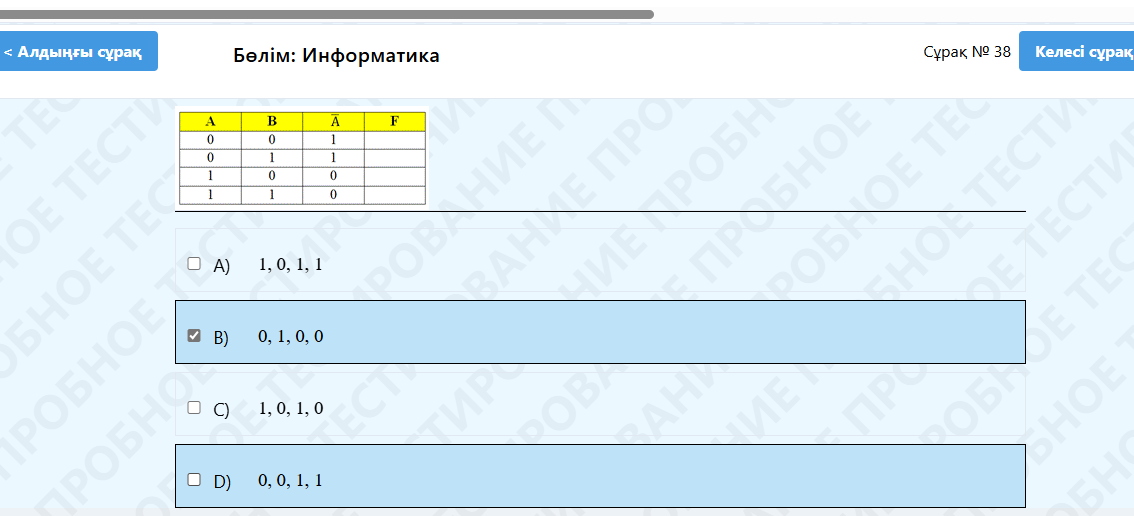 < Алдыңғы сұрақ
Бөлім: Информатика
Сұрақ № 38
Келесі сұрақ
A B Ā F
0 0 1
0 1 1
1 0 0
1 1 0
A) 1, 0, 1, 1
B) 0, 1, 0, 0
C) 1, 0, 1, 0
D) 0, 0, 1, 1
ПРОБНОЕ ТЕСТИРОВАНИЕ